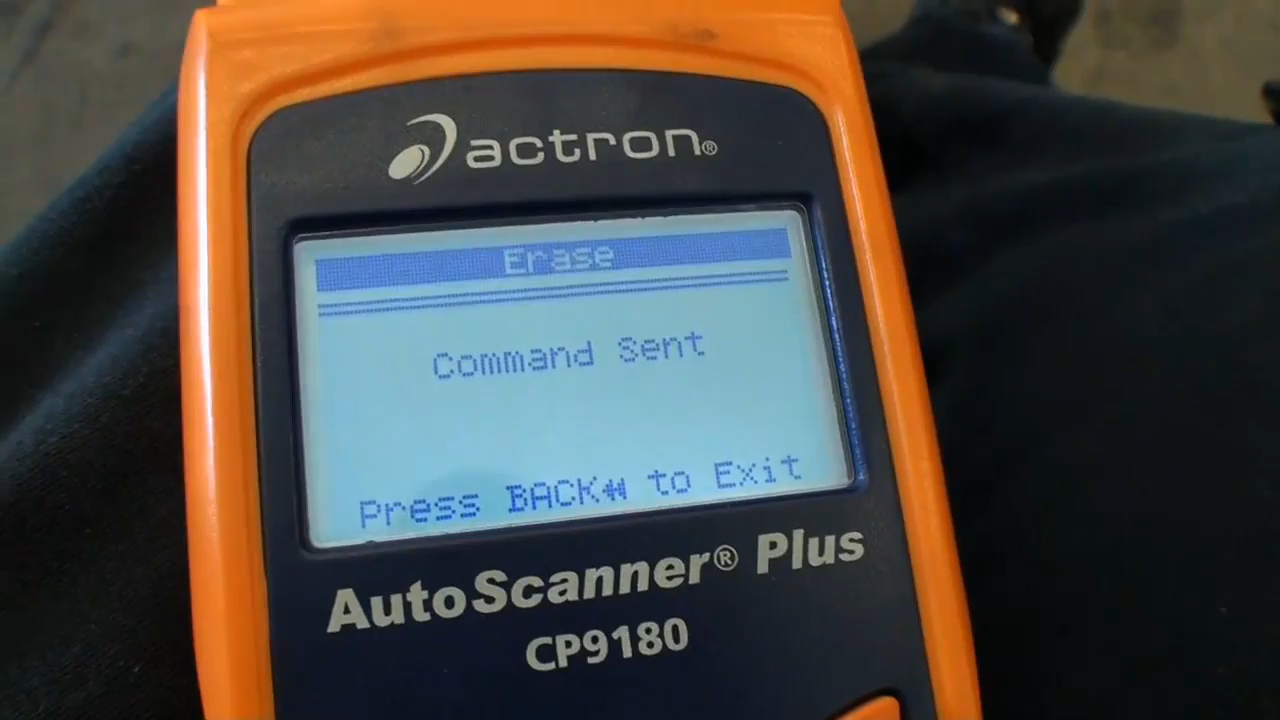 actron®
Erase
Command Sent
Press BACK◀◀ to Exit
AutoScanner® Plus
CP9180